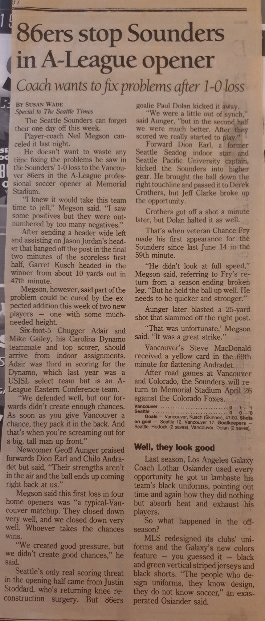 86ers stop Sounders
in A-League opener
Coach wants to fix problems after 1-0 loss
BY SUSAN WADE
Special to The Seattle Times
The Seattle Sounders can forget
their one day off this week.
Player-coach Neil Megson can-
celed it last night.
He doesn't want to waste any
time fixing the problems he saw in
the Sounders' 1-0 loss to the Vancou-
ver 86ers in the A-League profes-
sional soccer opener at Memorial
Stadium.
"I knew it would take this team
time to jell," Megson said. "I saw
some positives but they were out-
numbered by too many negatives."
After sending a header wide left
and assisting on Jason
that banged off the post in the final
two minutes of the scoreless first
half,
winner from about 10 yards out in
47th minute.
Megson, however, said part of the
problem could be cured by the ex-
pected addition this week of two new
players — one with some much-
needed height.
Six-foot-3 Chugger Adair and
Mike Gailey, his Carolina Dynamo
teammate and top scorer, should
arrive from indoor assignments.
Adair was third in scoring for the
Dynamo, which last year was a
USISL select team but is an A-
League Eastern Conference team.
"We defended well, but our for-
wards didn't create enough chances.
As soon as you give Vancouver a
chance, they pack it in the back. And
that's when you're screaming out for
a big, tall man up front."
Newcomer Geoff Aunger praised
forwards Dion Earl and Chilo Andra-
det but said, "Their strengths aren't
in the air and the ball ends up coming
right back at us."
Megson said this first loss in four
home openers was "a typical Van-
couver matchup. They closed down
very well, and we closed down very
well. Whoever takes the chances
wins.
"We created good pressure, but
we didn't create good chances," he
said.
Seattle's only real scoring threat
in the opening half came from Justin
Stoddard, who's returning knee re-
construction surgery. But 86ers
goalie Paul Dolan kicked it away.
"We were a little out of synch,"
said Aunger, "but in the second half
we were much better. After they
scored we really started to play."
Forward Dion Earl, a former
Seattle Seadog indoor star and
Seattle Pacific University captain,
kicked the Sounders into higher
gear. He brought the ball down the
right touchline and passed it to Derek
Crothers, but Jeff Clarke broke up
the opportunity.
Crothers got off a shot a minute
later, but Dolan halted it as well.
That's when veteran Chance Fry
made his first appearance for the
Sounders since last June 14 in the
59th minute.
"He didn't look at full speed,"
Megson said, referring to Fry's re-
turn from a season-ending broken
leg. "But he held the ball up well. He
needs to be quicker and stronger."
Aunger later blasted a 25-yard
shot that slammed off the right post.
"That was unfortunate," Megson
said. "It was a great strike."
Vancouver's Steve MacDonald
received a yellow card in the 69th
minute for flattening Andradet.
After road games at Vancouver
and Colorado, the Sounders will re-
turn to Memorial Stadium April 26
against the Colorado Foxes.
Vancouver
Seattle
Well, they look good
Last season, Los Angeles Galaxy
Coach Lothar Osiander used every
opportunity he got to lambaste his
team's black uniforms, pointing out
time and again how they did nothing
but absorb heat and exhaust his
players.
So what happened in the off-
season?
MLS redesigned its clubs' uni-
forms and the Galaxy's new colors
feature — you guessed it — black
and green vertical striped jerseys and
black shorts. "The people who de-
sign uniforms, they know design,
they do not know soccer," an exas-
perated Osiander said.